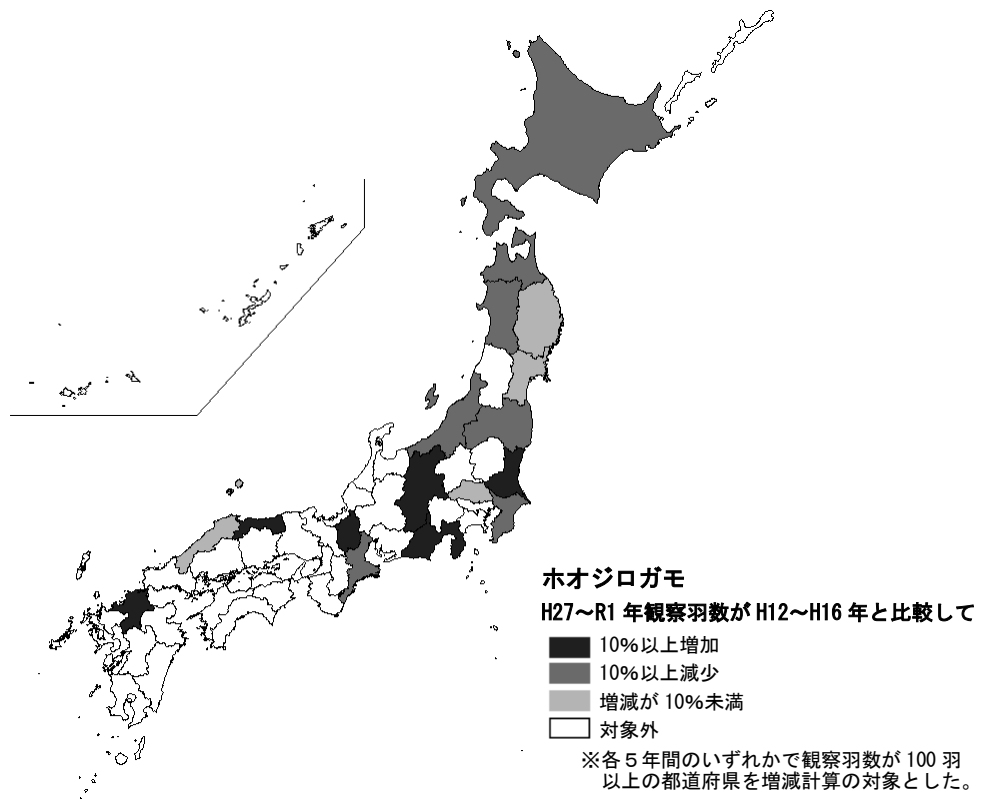 ホオジロガモ
H27～R1 年観察羽数が H12～H16 年と比較して
10%以上増加
10%以上減少
増減が 10%未満
対象外
※各５年間のいずれかで観察羽数が 100 羽
以上の都道府県を増減計算の対象とした。